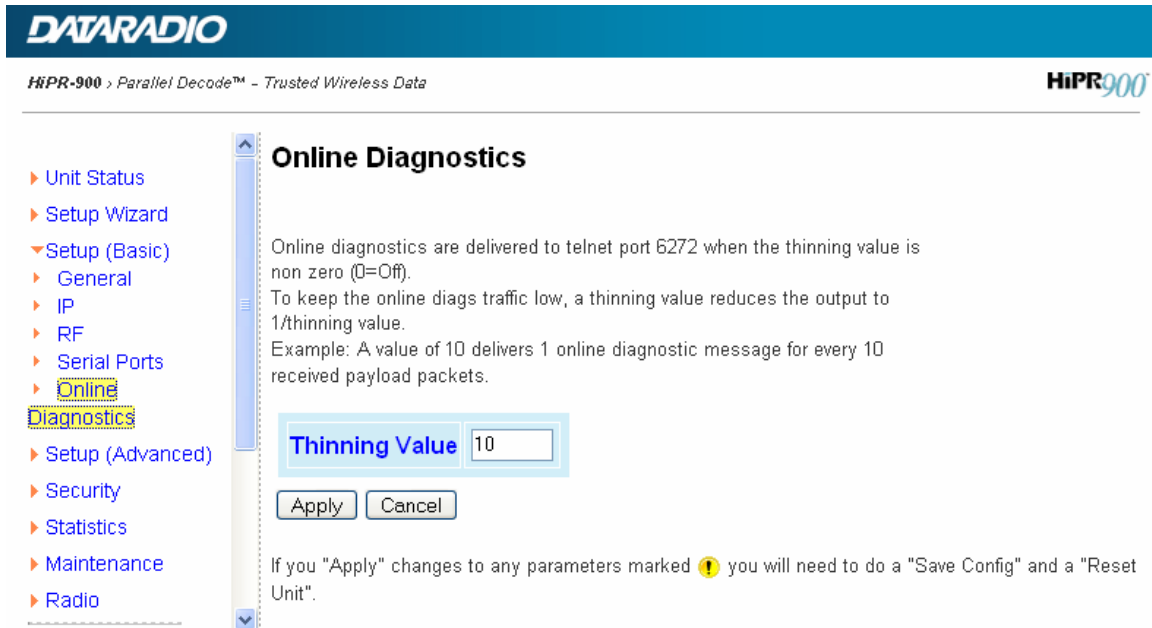 DATARADIO
HiPR-900 › Parallel Decode™ – Trusted Wireless Data
HiPR900
Unit Status
Setup Wizard
Setup (Basic)
General
IP
RF
Serial Ports
Online
Diagnostics
Setup (Advanced)
Security
Statistics
Maintenance
Radio
Online Diagnostics
Online diagnostics are delivered to telnet port 6272 when the thinning value is
non zero (0=Off).
To keep the online diags traffic low, a thinning value reduces the output to
1/thinning value.
Example: A value of 10 delivers 1 online diagnostic message for every 10
received payload packets.
Thinning Value 10
Apply Cancel
If you "Apply" changes to any parameters marked ! you will need to do a "Save Config" and a "Reset
Unit".